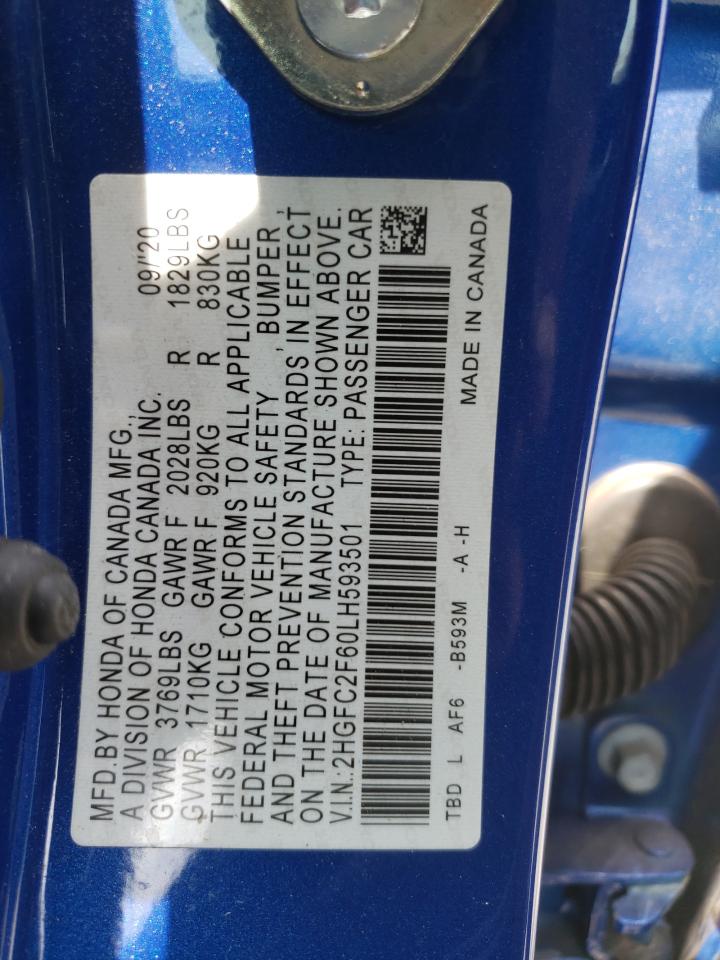 MFD.BY HONDA OF CANADA MFG.,
A DIVISION OF HONDA CANADA INC. 09/'20
GVWR 3769LBS GAWR F 2028LBS R 1829LBS
GVWR 1710KG GAWR F 920KG R 830KG
THIS VEHICLE CONFORMS TO ALL APPLICABLE
FEDERAL MOTOR VEHICLE SAFETY , BUMPER ,
AND THEFT PREVENTION STANDARDS , IN EFFECT
ON THE DATE OF MANUFACTURE SHOWN ABOVE.
V.I.N.:2HGFC2F60LH593501 TYPE: PASSENGER CAR
TBD L AF6 -B593M -A -H MADE IN CANADA